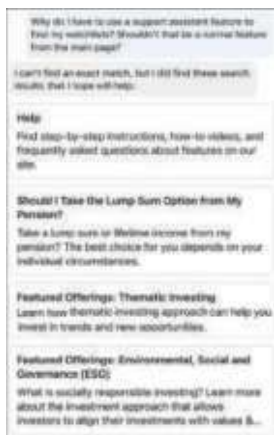 Why do I have to use a support assistant feature to
find my watchlists? Shouldn't that be a normal feature
from the main page?
I can't find an exact match, but I did find these search
results, that I hope will help.
Help
Find step-by-step instructions, how-to videos, and
frequently asked questions about features on our
site.
Should I Take the Lump Sum Option from My
Pension?
Take a lump sum or lifetime income from my
pension? The best choice for you depends on your
individual circumstances.
Featured Offerings: Thematic Investing
Learn how thematic investing approach can help you
invest in trends and new opportunities.
Featured Offerings: Environmental, Social and
Governance (ESG)
What is socially responsible investing? Learn more
about the investment approach that allows
investors to align their investments with values &...